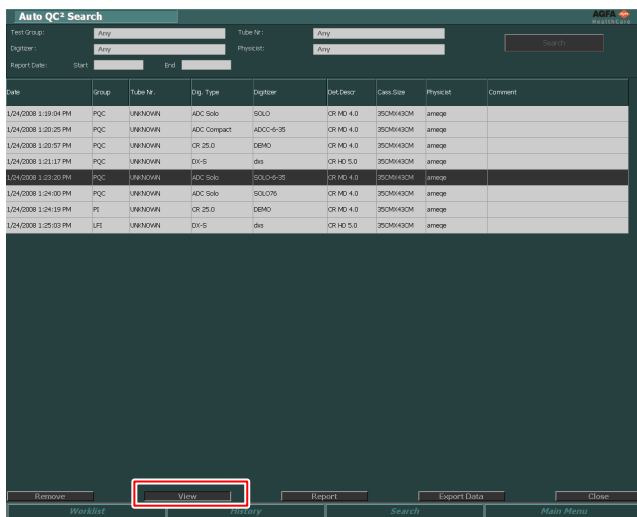 Auto QC² Search
AGFA
HealthCare
Test Group: Any Tube Nr: Any
Digitizer: Any Physicist: Any
Search
Report Date: Start End
Date Group Tube Nr. Dig. Type Digitizer Det.Descr Cass.Size Physicist Comment
1/24/2008 1:19:04 PM PQC UNKNOWN ADC Solo SOLO CR MD 4.0 35CMX43CM ameqe
1/24/2008 1:20:25 PM PQC UNKNOWN ADC Compact ADCC-6-35 CR MD 4.0 35CMX43CM ameqe
1/24/2008 1:20:57 PM PQC UNKNOWN CR 25.0 DEMO CR MD 4.0 35CMX43CM ameqe
1/24/2008 1:21:17 PM PQC UNKNOWN DX-S dxs CR HD 5.0 35CMX43CM ameqe
1/24/2008 1:23:20 PM PQC UNKNOWN ADC Solo SOLO-6-35 CR MD 4.0 35CMX43CM ameqe
1/24/2008 1:24:00 PM PQC UNKNOWN ADC Solo SOLO76 CR MD 4.0 35CMX43CM ameqe
1/24/2008 1:24:19 PM PI UNKNOWN CR 25.0 DEMO CR MD 4.0 35CMX43CM ameqe
1/24/2008 1:25:03 PM LFI UNKNOWN DX-S dxs CR HD 5.0 35CMX43CM ameqe
Remove View Report Export Data Close
Worklist History Search Main Menu